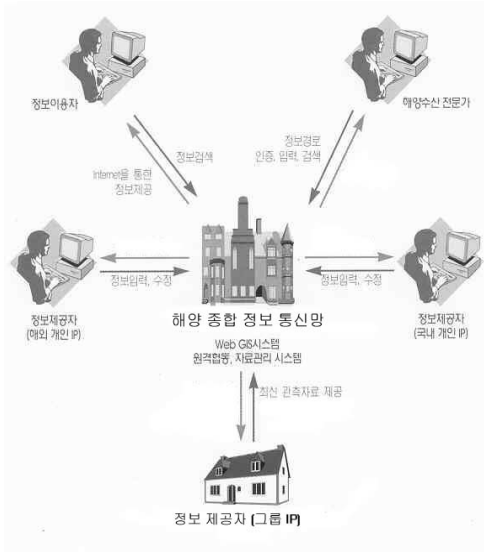 정보이용자
해양수산 전문가
정보검색
Internet을 통한
정보제공
정보경로
인증, 입력, 검색
정보입력, 수정
정보입력, 수정
정보제공자
(해외 개인 IP)
해양 종합 정보 통신망
정보제공자
(국내 개인 IP)
Web GIS시스템
원격협동, 자료관리 시스템
최신 관측자료 제공
정보 제공자 (그룹 IP)